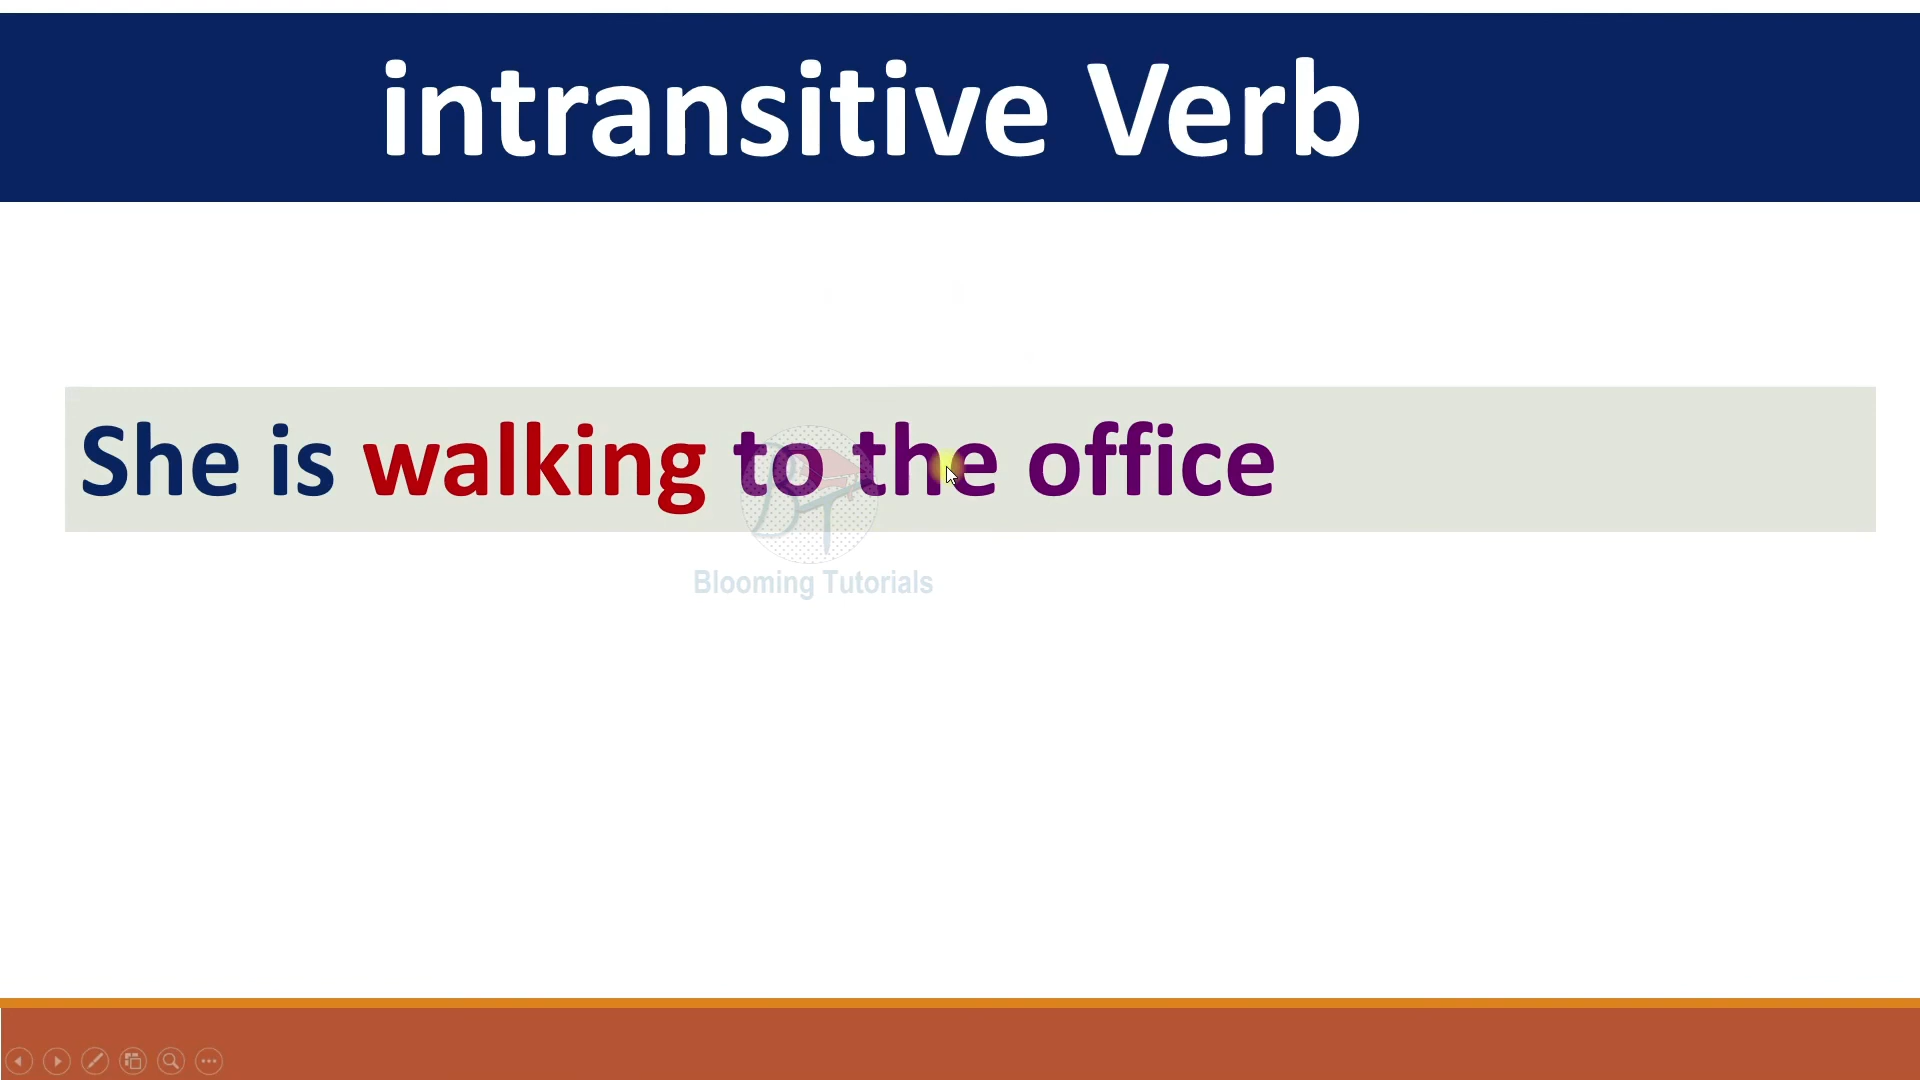 intransitive Verb
She is walking to the office
Blooming Tutorials